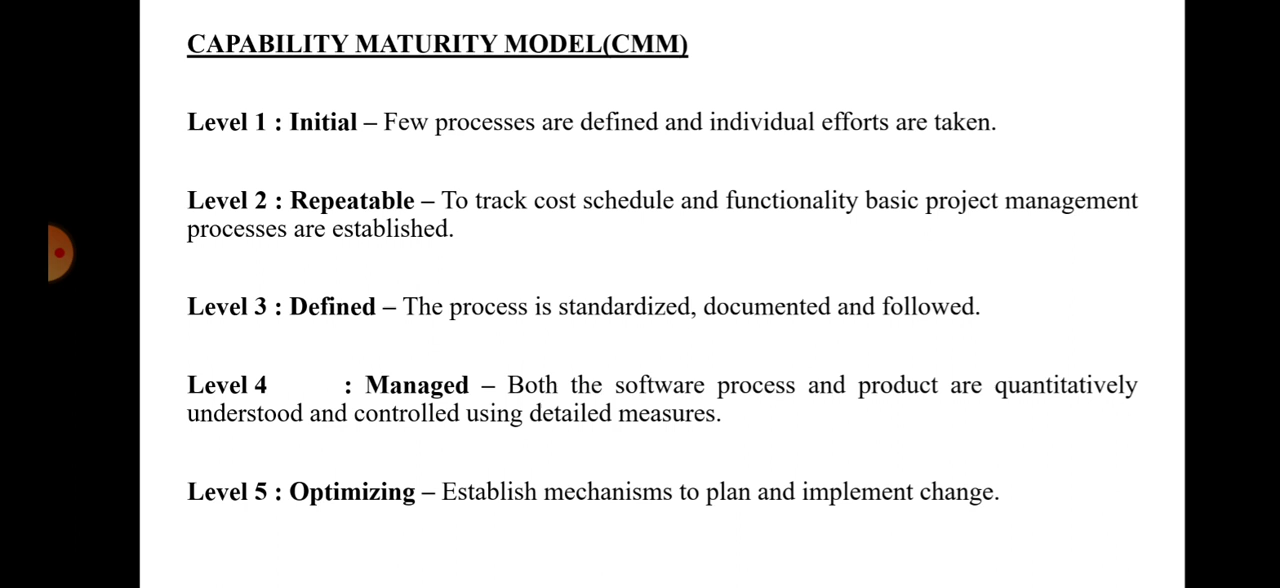 CAPABILITY MATURITY MODEL(CMM)
Level 1 : Initial – Few processes are defined and individual efforts are taken.
Level 2 : Repeatable – To track cost schedule and functionality basic project management
processes are established.
Level 3 : Defined – The process is standardized, documented and followed.
Level 4 : Managed – Both the software process and product are quantitatively
understood and controlled using detailed measures.
Level 5 : Optimizing – Establish mechanisms to plan and implement change.